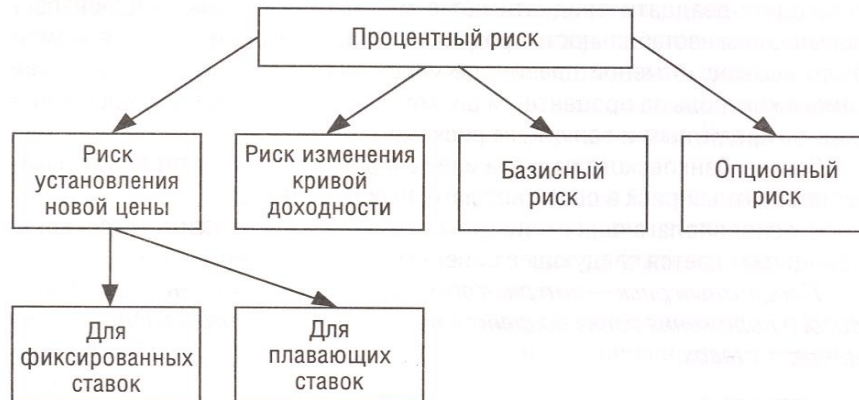 Процентный риск
Риск
установления
новой цены
Риск изменения
кривой
доходности
Базисный
риск
Опционный
риск
Для
фиксированных
ставок
Для
плавающих
ставок